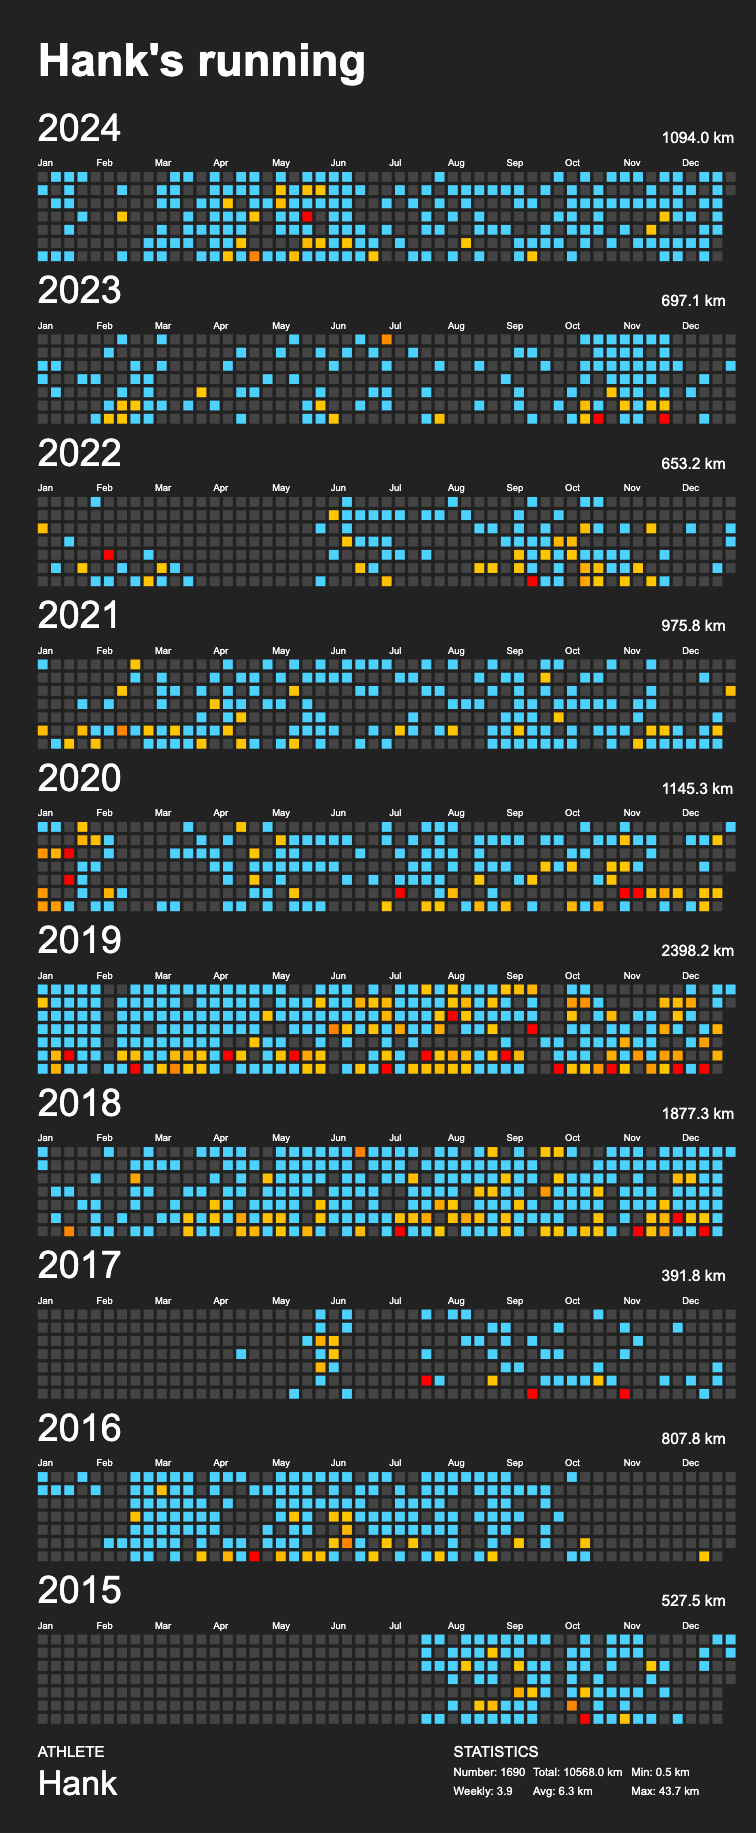 Hank's running
2024
1094.0 km
Jan Feb Mar Apr May Jun Jul Aug Sep Oct Nov Dec
2023
697.1 km
Jan Feb Mar Apr May Jun Jul Aug Sep Oct Nov Dec
2022
653.2 km
Jan Feb Mar Apr May Jun Jul Aug Sep Oct Nov Dec
2021
975.8 km
Jan Feb Mar Apr May Jun Jul Aug Sep Oct Nov Dec
2020
1145.3 km
Jan Feb Mar Apr May Jun Jul Aug Sep Oct Nov Dec
2019
2398.2 km
Jan Feb Mar Apr May Jun Jul Aug Sep Oct Nov Dec
2018
1877.3 km
Jan Feb Mar Apr May Jun Jul Aug Sep Oct Nov Dec
2017
391.8 km
Jan Feb Mar Apr May Jun Jul Aug Sep Oct Nov Dec
2016
807.8 km
Jan Feb Mar Apr May Jun Jul Aug Sep Oct Nov Dec
2015
527.5 km
Jan Feb Mar Apr May Jun Jul Aug Sep Oct Nov Dec
ATHLETE
Hank
STATISTICS
Number: 1690 Total: 10568.0 km Min: 0.5 km
Weekly: 3.9 Avg: 6.3 km Max: 43.7 km